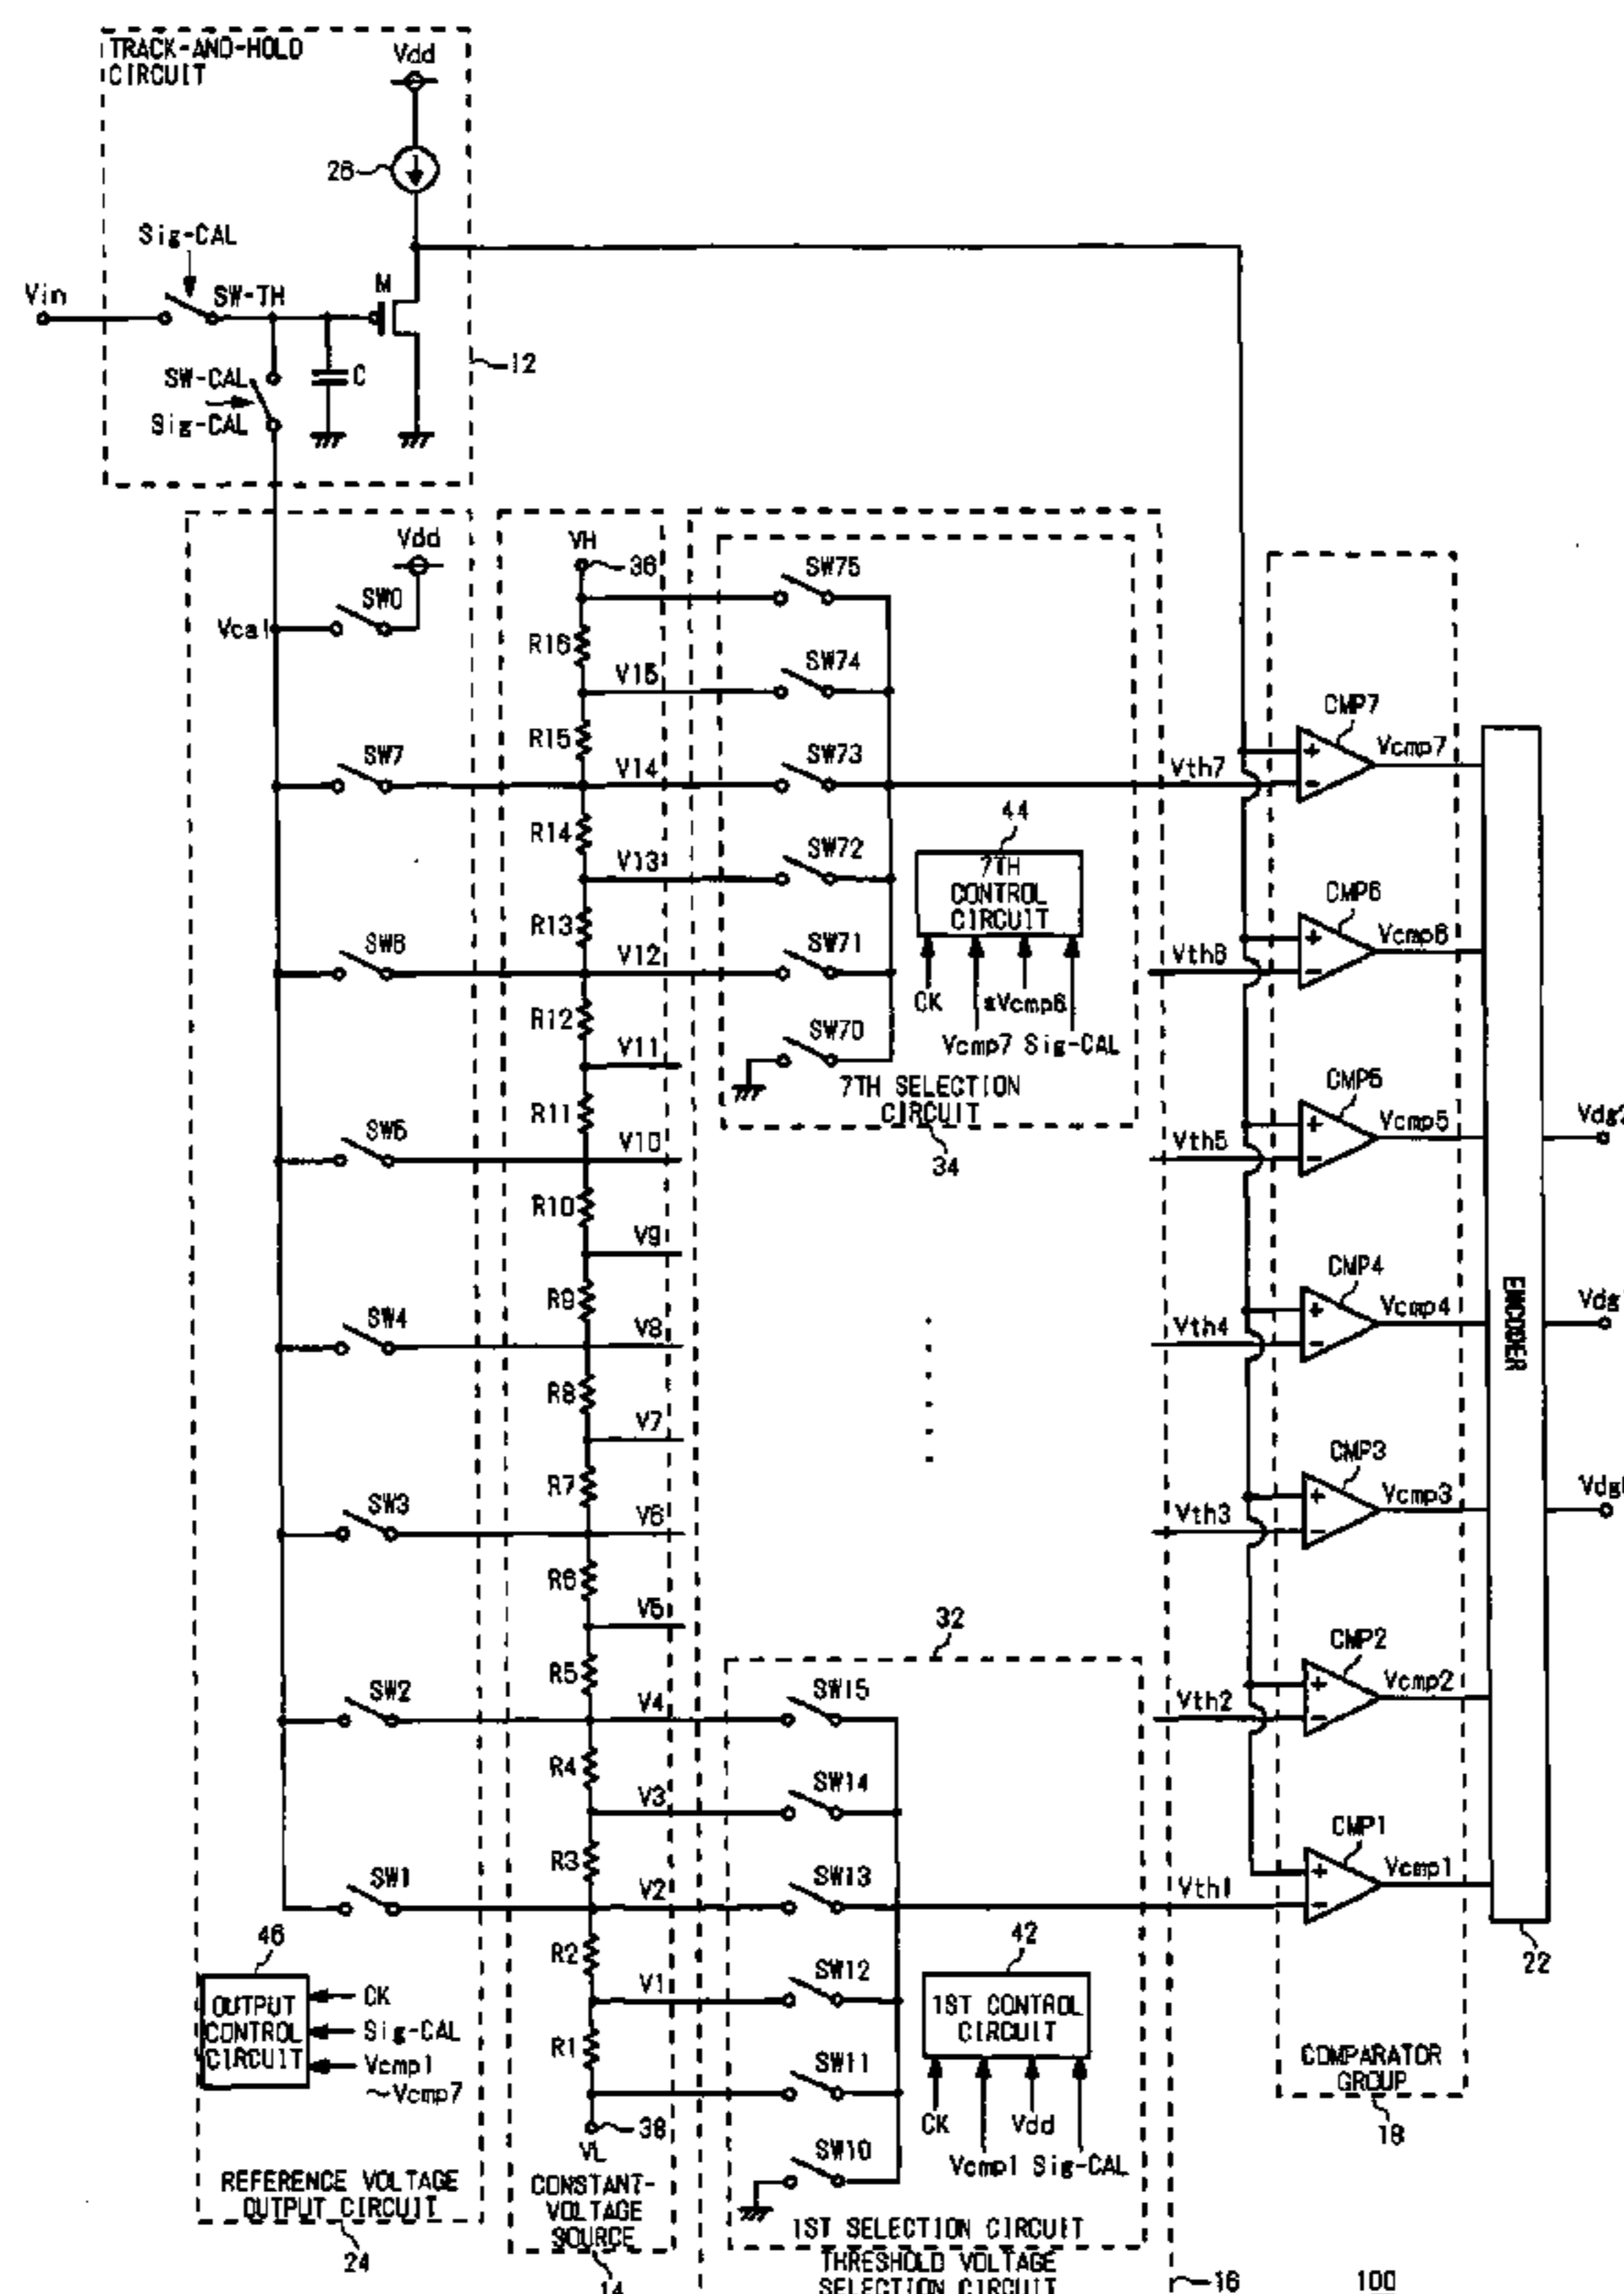 TRACK-AND-HOLD
CIRCUIT
Vdd
26
Sig-CAL
Vin
SW-TH
M
12
SW-CAL
C
Sig-CAL
Vdd
VH
36
SW75
SW0
Vcal
R16
V15
SW74
CMP7
R15
Vcmp7
SW7
V14
SW73
Vth7
R14
44
V13
SW72
7TH
CONTROL
CIRCUIT
CMP6
R13
SW6
V12
SW71
Vcmp6
Vth6
CK
*Vcmp6
R12
SW70
Vcmp7 Sig-CAL
V11
CMP5
7TH SELECTION
CIRCUIT
R11
Vcmp5
SW5
V10
34
Vth5
R10
V9
CMP4
ENCODER
R9
Vcmp4
SW4
V8
Vth4
R8
V7
CMP3
R7
Vcmp3
SW3
V6
Vth3
R6
V5
32
CMP2
R5
Vcmp2
SW2
V4
SW15
Vth2
R4
V3
SW14
CMP1
R3
Vcmp1
SW1
V2
SW13
Vth1
46
R2
42
22
V1
SW12
OUTPUT
CONTROL
CIRCUIT
CK
Sig-CAL
Vcmp1
~Vcmp7
1ST CONTROL
CIRCUIT
R1
SW11
COMPARATOR
GROUP
CK
Vdd
38
18
VL
SW10
Vcmp1 Sig-CAL
REFERENCE VOLTAGE
OUTPUT CIRCUIT
CONSTANT-
VOLTAGE
SOURCE
1ST SELECTION CIRCUIT
24
14
THRESHOLD VOLTAGE
SELECTION CIRCUIT
16
100